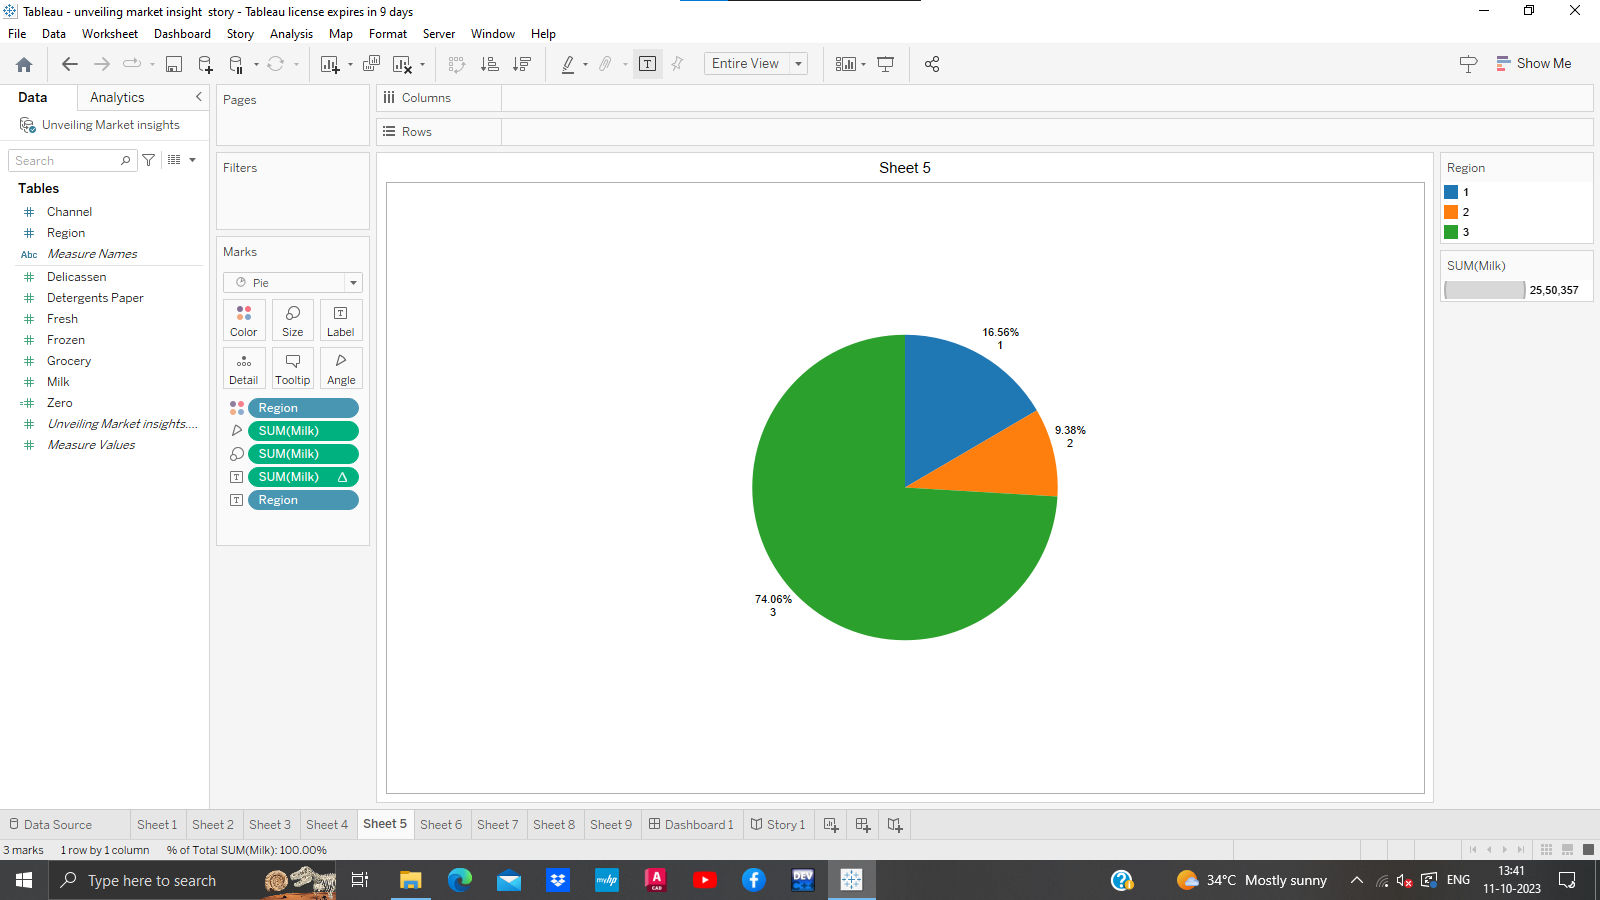 Tableau - unveiling market insight  story - Tableau license expires in 9 days
File Data Worksheet Dashboard Story Analysis Map Format Server Window Help
Entire View
Show Me
Data Analytics
Unveiling Market insights
Search
Tables
# Channel
# Region
Abc Measure Names
# Delicassen
# Detergents Paper
# Fresh
# Frozen
# Grocery
# Milk
=# Zero
# Unveiling Market insights....
# Measure Values
Pages
Filters
Marks
Pie
Color Size Label
Detail Tooltip Angle
Region
SUM(Milk)
SUM(Milk)
T SUM(Milk) Δ
T Region
Columns
Rows
Sheet 5
16.56%
1
9.38%
2
74.06%
3
Region
1
2
3
SUM(Milk)
25,50,357
Data Source Sheet 1 Sheet 2 Sheet 3 Sheet 4 Sheet 5 Sheet 6 Sheet 7 Sheet 8 Sheet 9 Dashboard 1 Story 1
3 marks 1 row by 1 column % of Total SUM(Milk): 100.00%
Type here to search
myhp
A
CAD
DEV
34°C Mostly sunny
ENG
13:41
11-10-2023